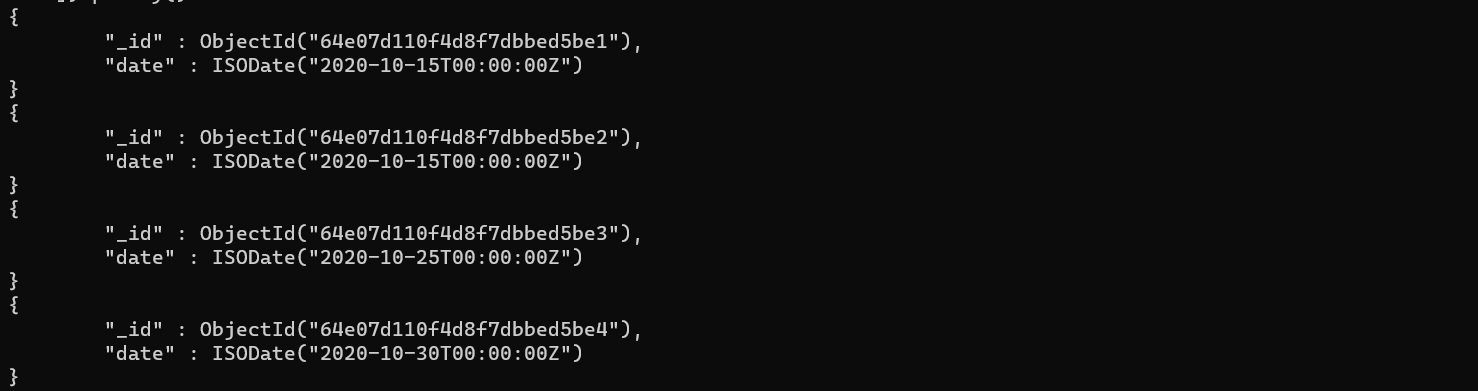 {
"_id" : ObjectId("64e07d110f4d8f7dbbed5be1"),
"date" : ISODate("2020-10-15T00:00:00Z")
}
{
"_id" : ObjectId("64e07d110f4d8f7dbbed5be2"),
"date" : ISODate("2020-10-15T00:00:00Z")
}
{
"_id" : ObjectId("64e07d110f4d8f7dbbed5be3"),
"date" : ISODate("2020-10-25T00:00:00Z")
}
{
"_id" : ObjectId("64e07d110f4d8f7dbbed5be4"),
"date" : ISODate("2020-10-30T00:00:00Z")
}